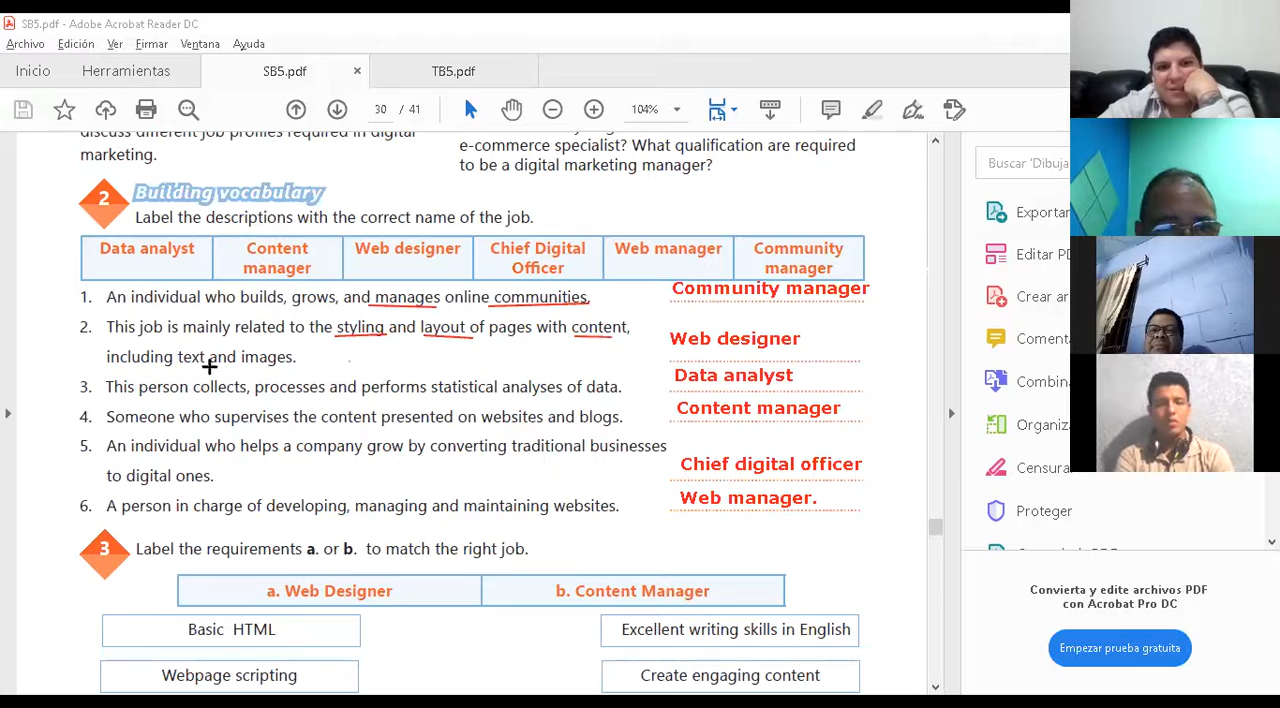 SB5.pdf - Adobe Acrobat Reader DC
Archivo Edición Ver Firmar Ventana Ayuda
Inicio Herramientas SB5.pdf × TB5.pdf
30 / 41 104%
discuss different job profiles required in digital
marketing.
e-commerce specialist? What qualification are required
to be a digital marketing manager?
2 Building vocabulary
Label the descriptions with the correct name of the job.
Data analyst Content manager Web designer Chief Digital Officer Web manager Community manager
1. An individual who builds, grows, and manages online communities, Community manager
2. This job is mainly related to the styling and layout of pages with content, Web designer
including text and images.
3. This person collects, processes and performs statistical analyses of data. Data analyst
4. Someone who supervises the content presented on websites and blogs. Content manager
5. An individual who helps a company grow by converting traditional businesses
to digital ones. Chief digital officer
6. A person in charge of developing, managing and maintaining websites. Web manager.
3 Label the requirements a. or b. to match the right job.
a. Web Designer b. Content Manager
Basic HTML Excellent writing skills in English
Webpage scripting Create engaging content
Buscar 'Dibuja
Exportar
Editar PD
Crear ar
Comenta
Combin
Organiz
Censura
Proteger
Convierta y edite archivos PDF
con Acrobat Pro DC
Empezar prueba gratuita